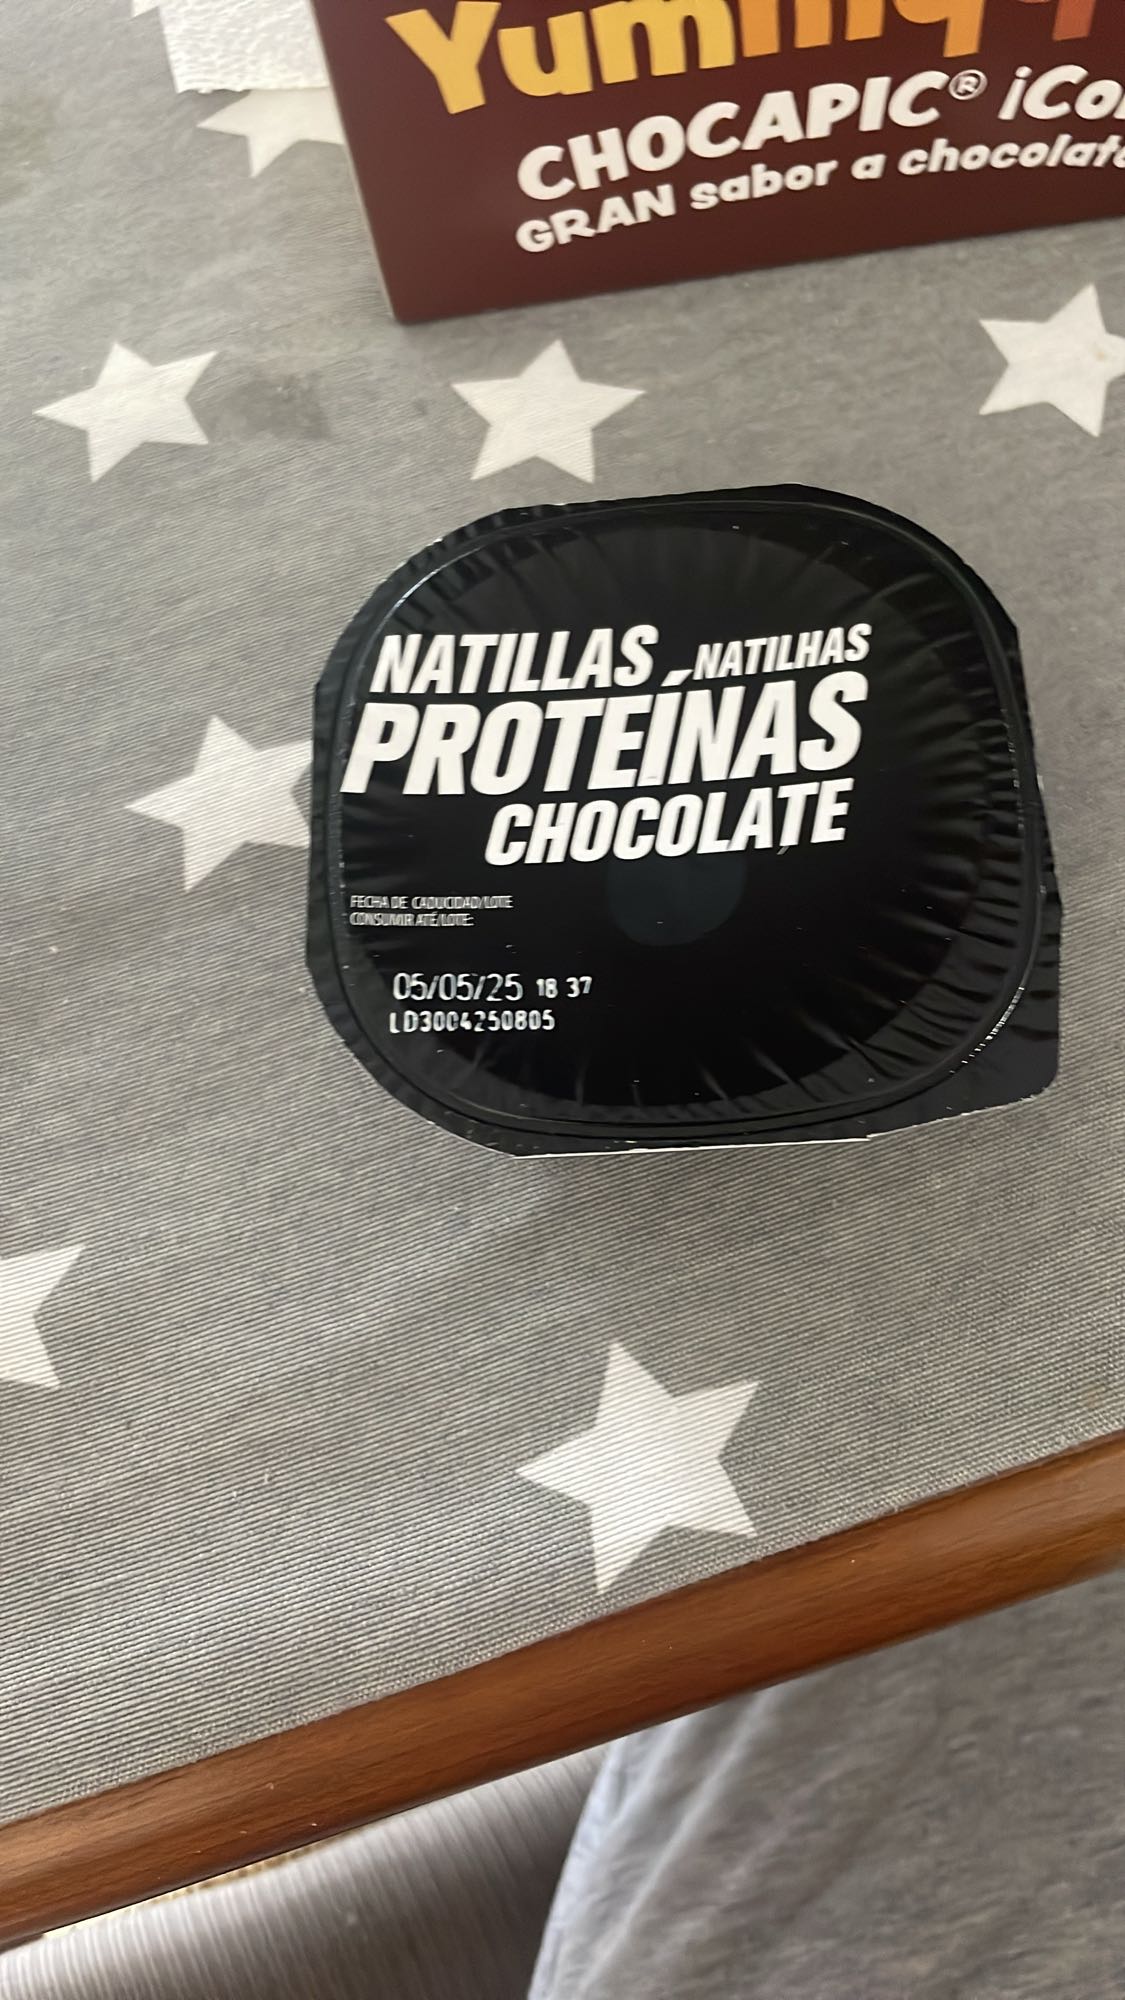 CHOCAPIC® ¡Co
GRAN sabor a chocolate
NATILLAS NATILHAS
PROTEÍNAS
CHOCOLATE
FECHA DE CADUCIDAD/LOTE
CONSUMIR ATÉ/LOTE:
05/05/25 18 37
LD3004250805